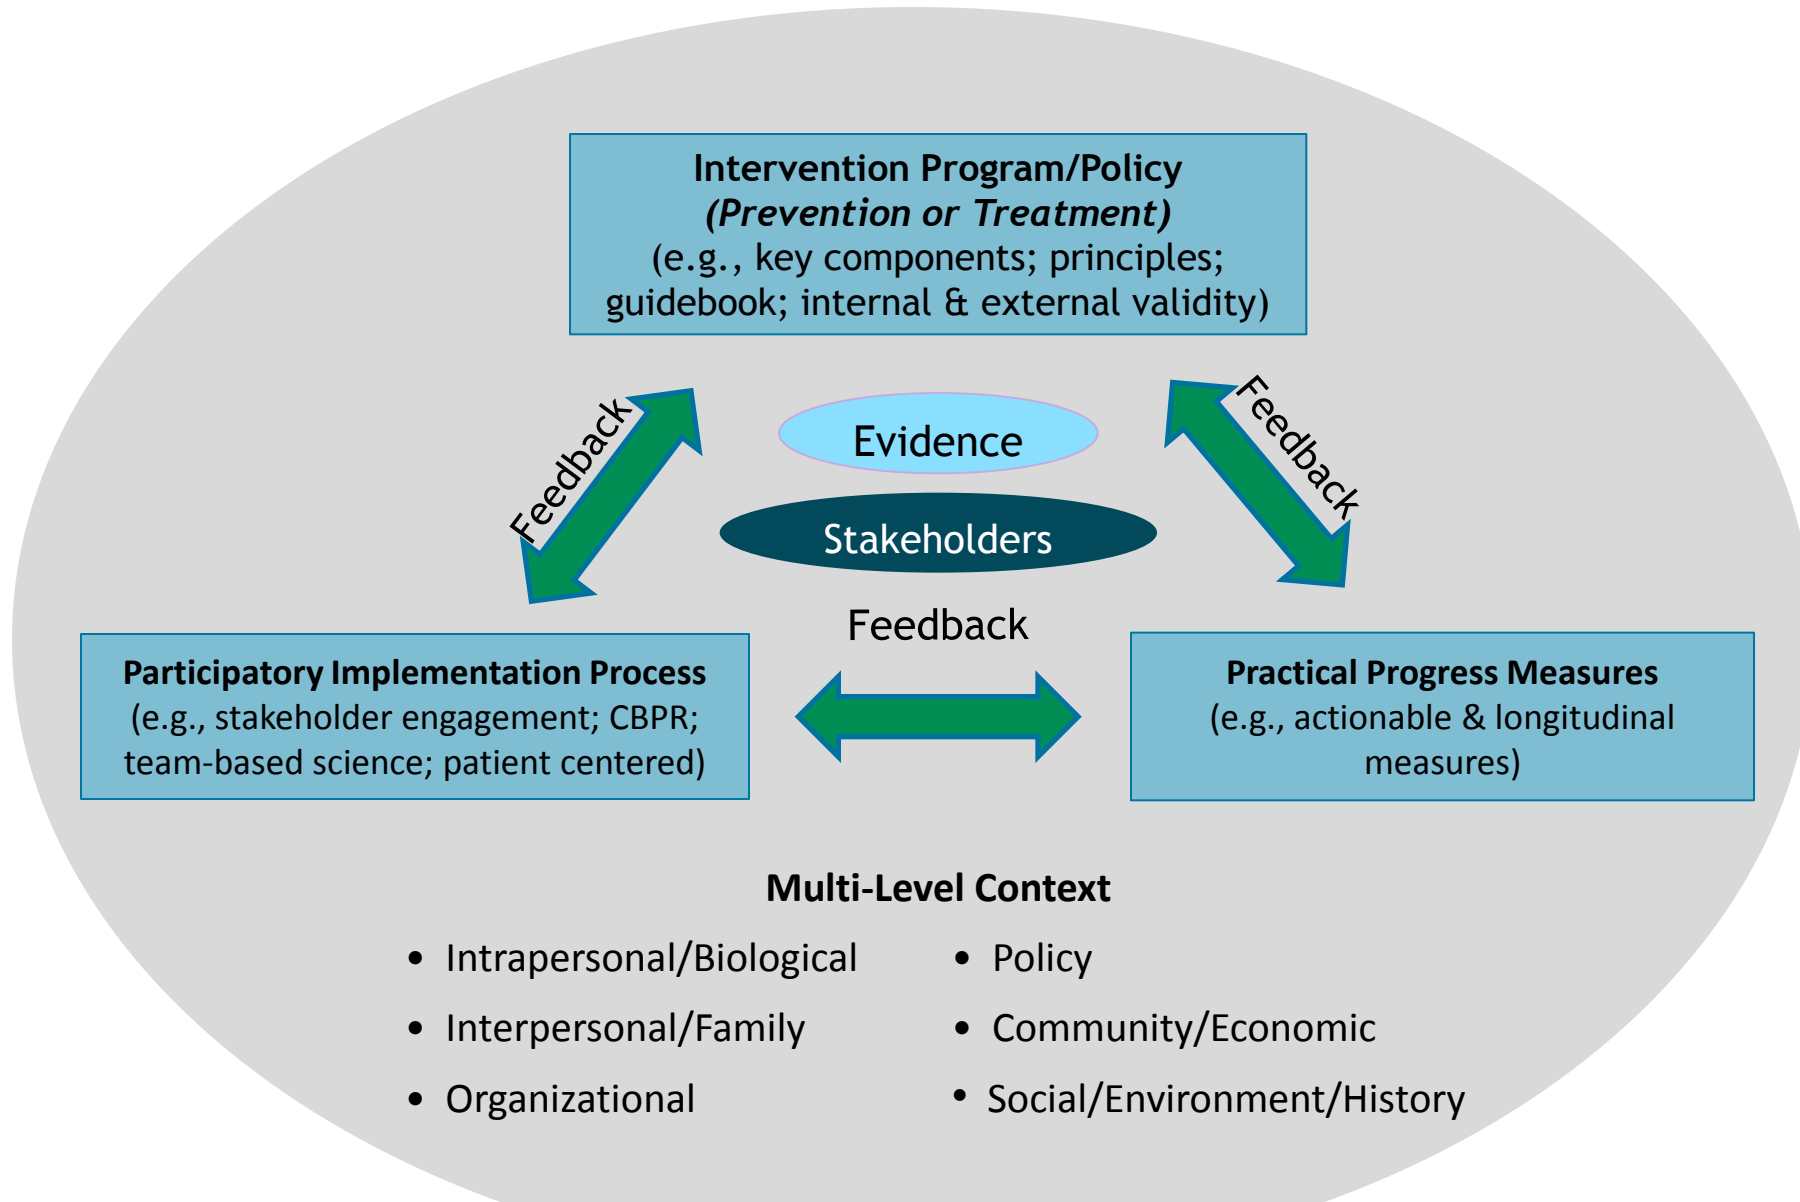 Intervention Program/Policy
(Prevention or Treatment)
(e.g., key components; principles;
guidebook; internal & external validity)
Feedback
Evidence
Feedback
Stakeholders
Feedback
Participatory Implementation Process
(e.g., stakeholder engagement; CBPR;
team-based science; patient centered)
Practical Progress Measures
(e.g., actionable & longitudinal
measures)
Multi-Level Context
• Intrapersonal/Biological
• Interpersonal/Family
• Organizational
• Policy
• Community/Economic
• Social/Environment/History